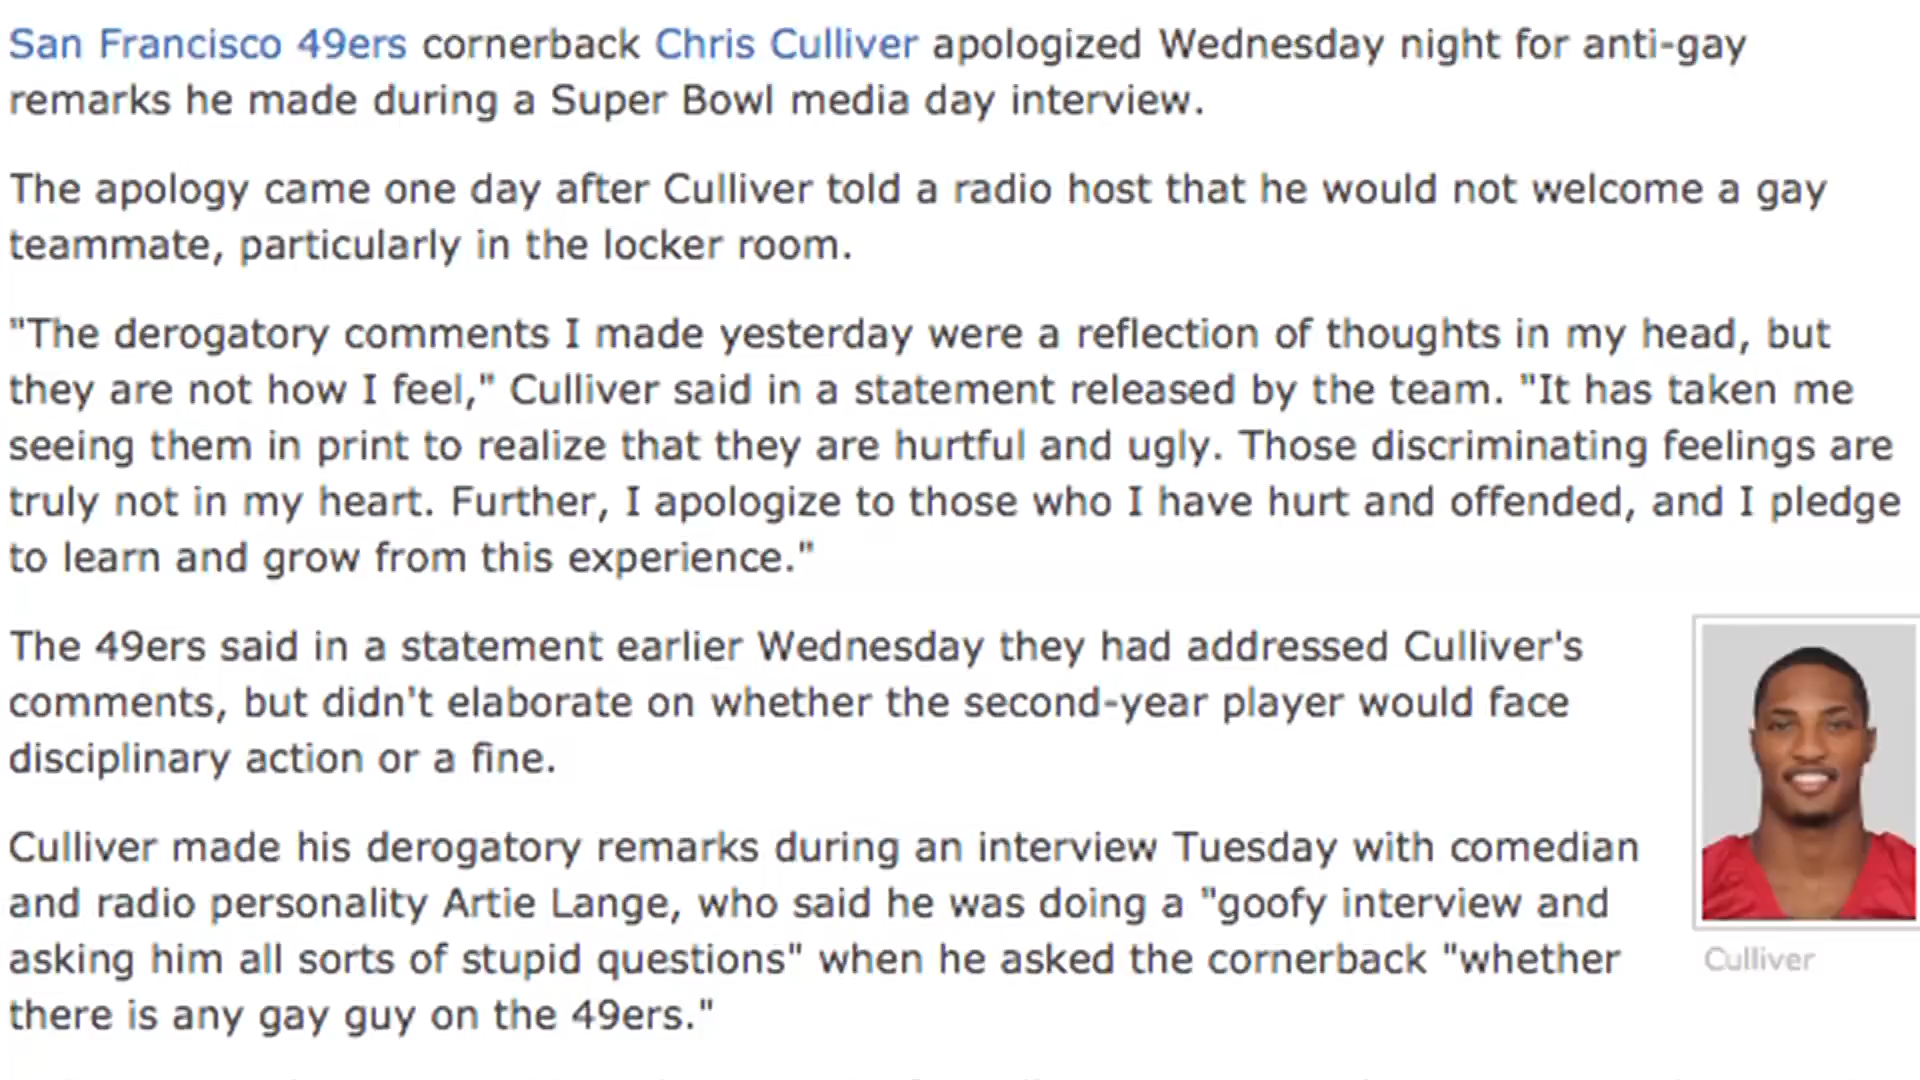 San Francisco 49ers cornerback Chris Culliver apologized Wednesday night for anti-gay
remarks he made during a Super Bowl media day interview.
The apology came one day after Culliver told a radio host that he would not welcome a gay
teammate, particularly in the locker room.
"The derogatory comments I made yesterday were a reflection of thoughts in my head, but
they are not how I feel," Culliver said in a statement released by the team. "It has taken me
seeing them in print to realize that they are hurtful and ugly. Those discriminating feelings are
truly not in my heart. Further, I apologize to those who I have hurt and offended, and I pledge
to learn and grow from this experience."
The 49ers said in a statement earlier Wednesday they had addressed Culliver's
comments, but didn't elaborate on whether the second-year player would face
disciplinary action or a fine.
Culliver made his derogatory remarks during an interview Tuesday with comedian
and radio personality Artie Lange, who said he was doing a "goofy interview and
asking him all sorts of stupid questions" when he asked the cornerback "whether
there is any gay guy on the 49ers."
Culliver